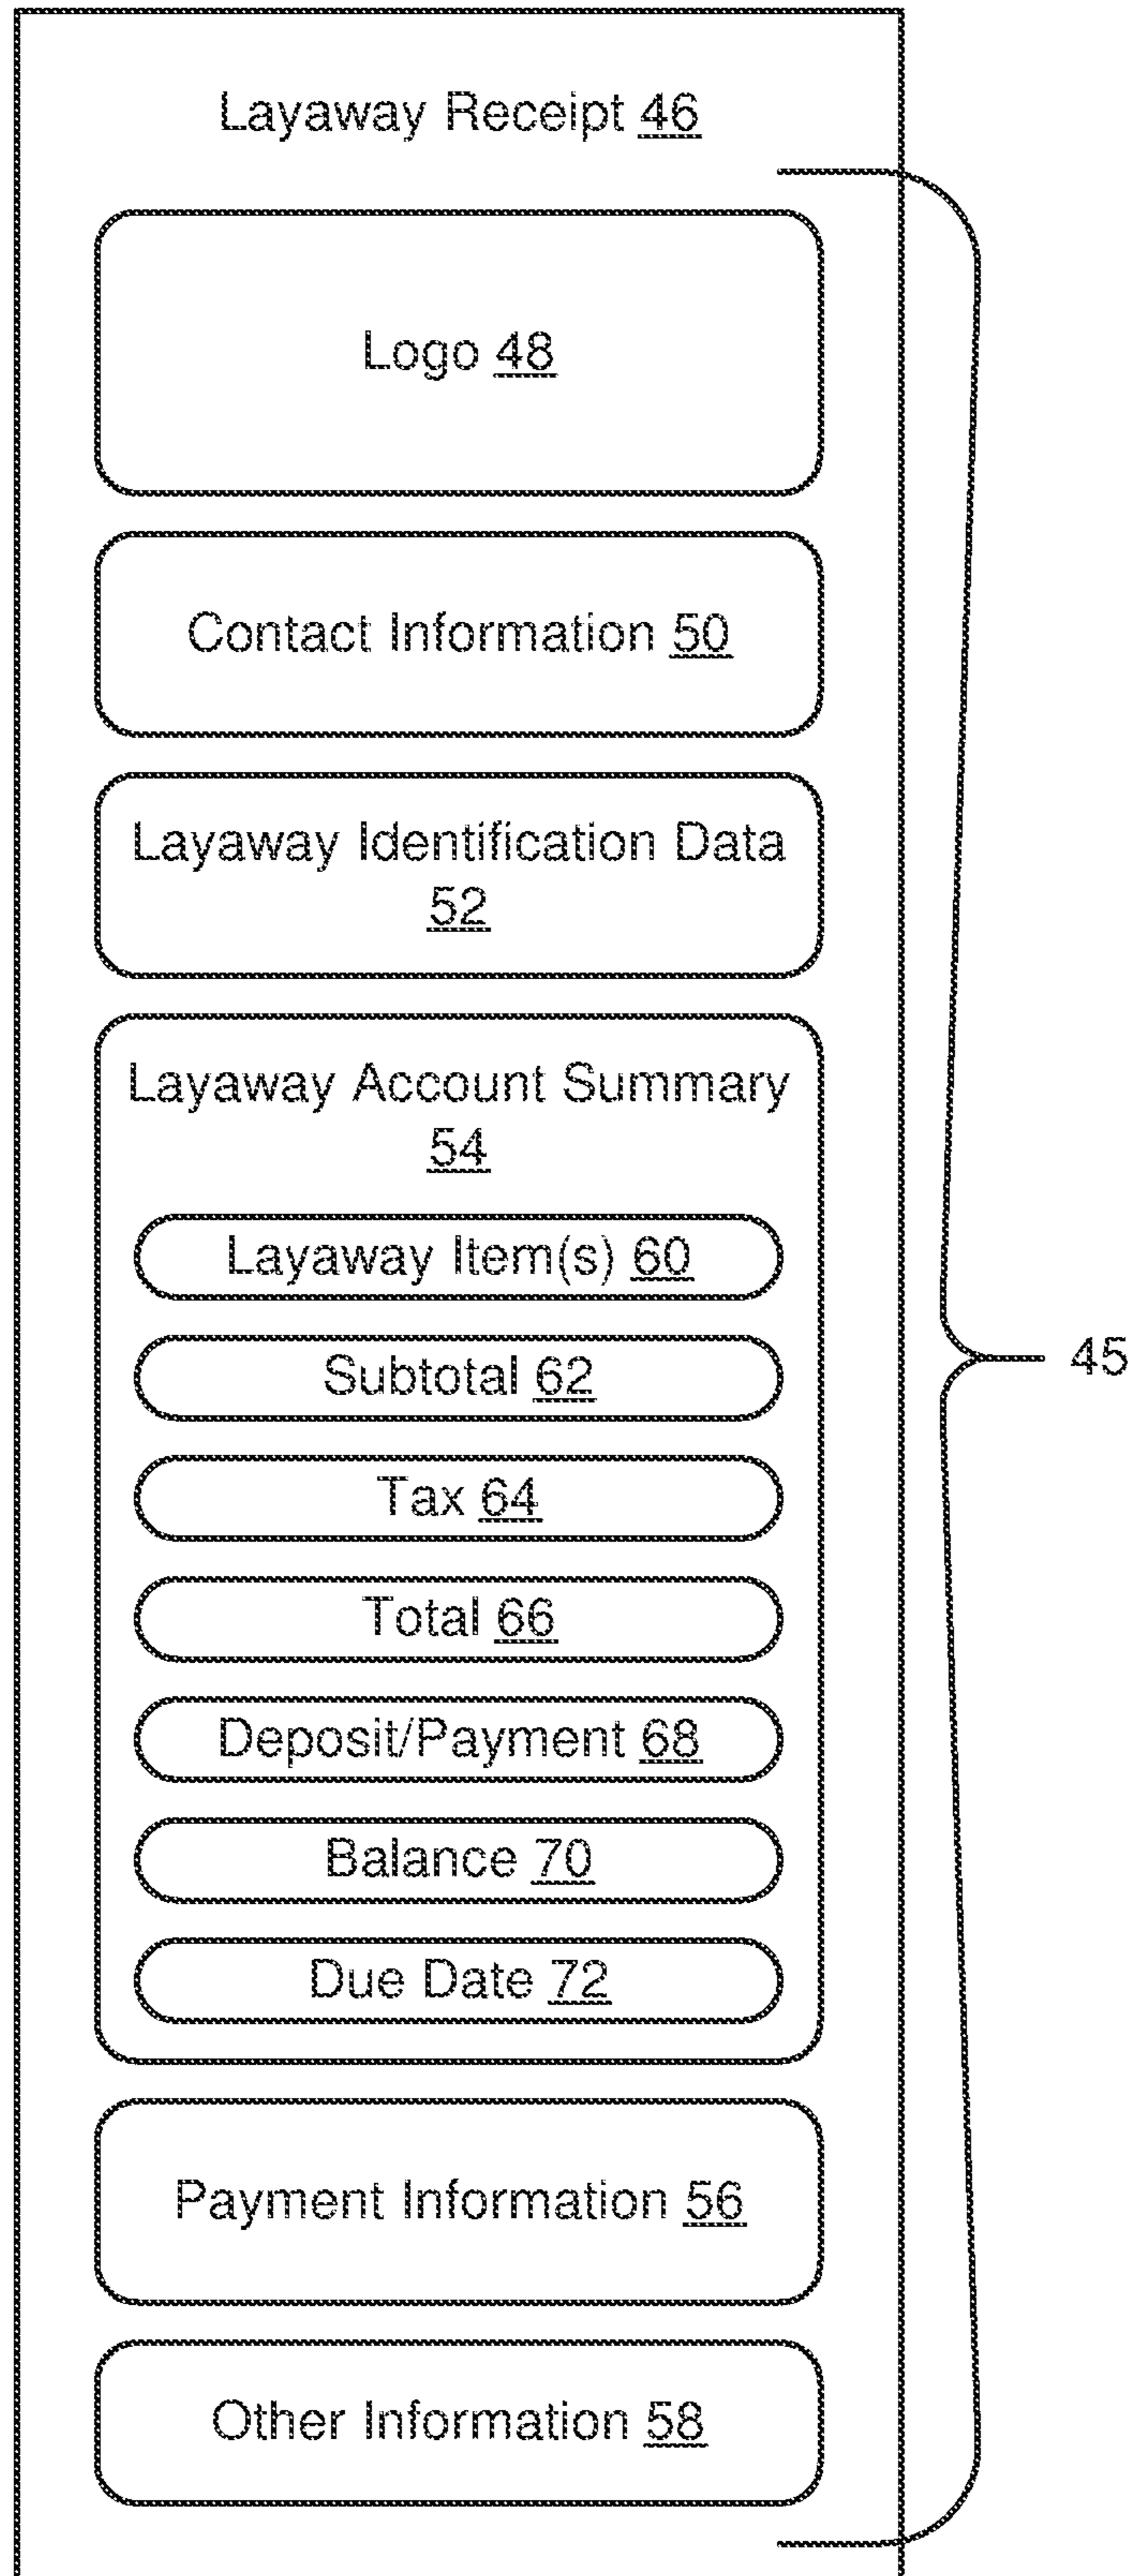 Layaway Receipt 46
Logo 48
Contact Information 50
Layaway Identification Data
52
Layaway Account Summary
54
Layaway Item(s) 60
Subtotal 62
Tax 64
Total 66
Deposit/Payment 68
Balance 70
Due Date 72
Payment Information 56
Other Information 58
45